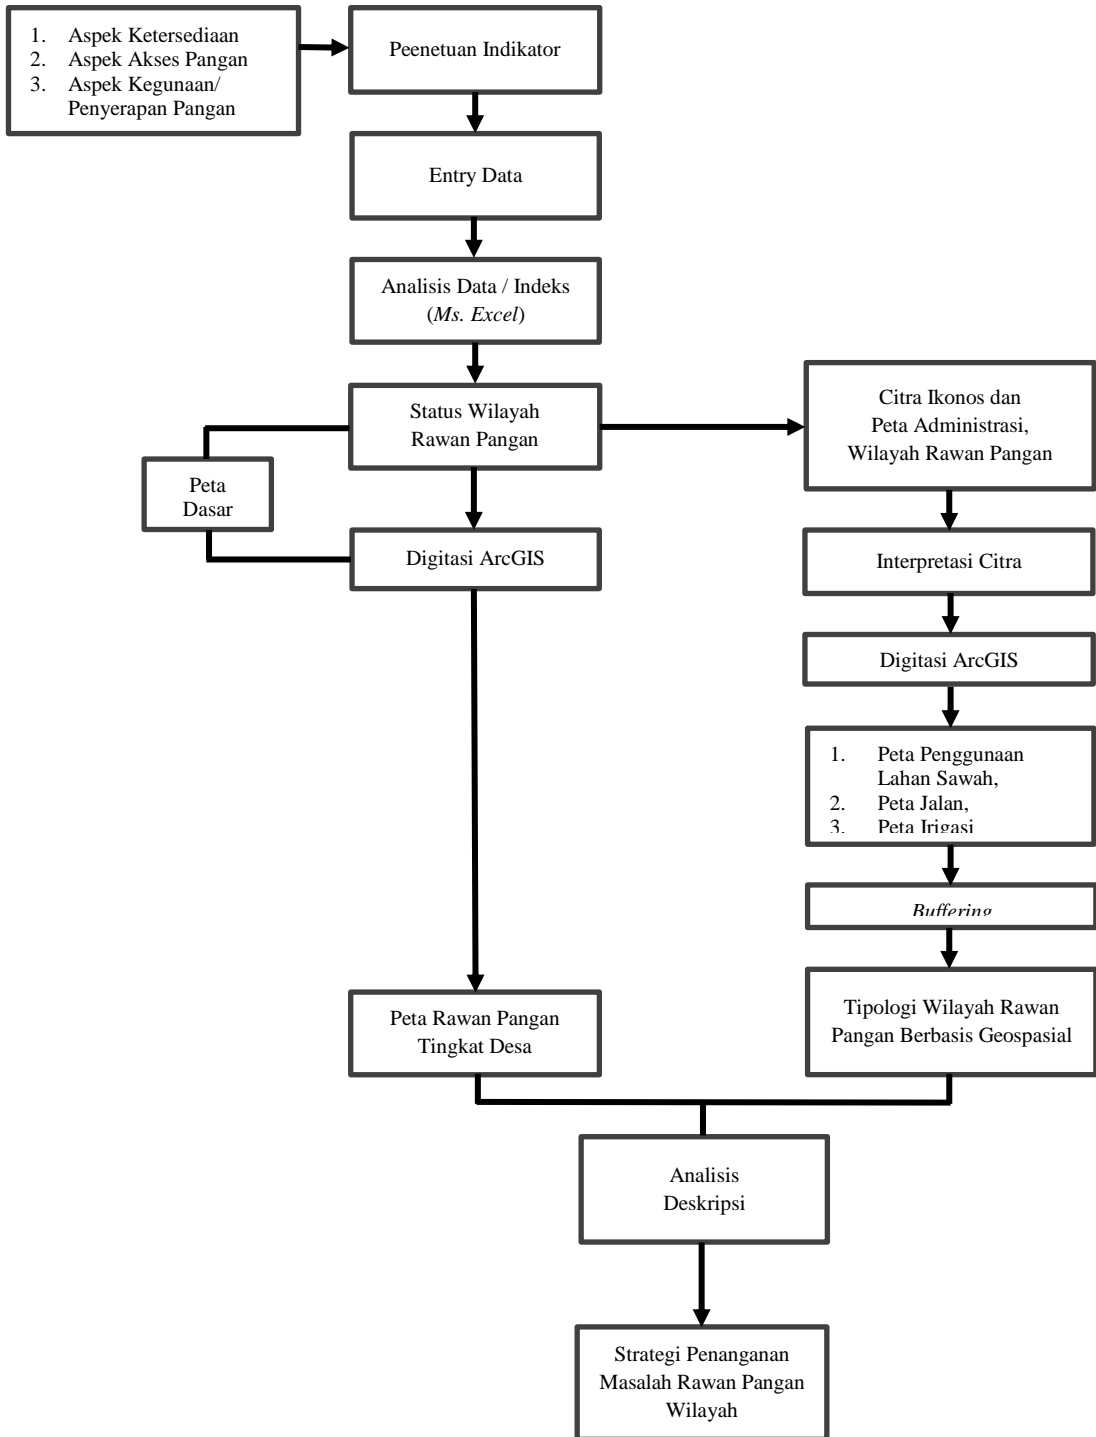 1. Aspek Ketersediaan
2. Aspek Akses Pangan
3. Aspek Kegunaan/
Penyerapan Pangan
Peenetuan Indikator
Entry Data
Analisis Data / Indeks
(Ms. Excel)
Status Wilayah
Rawan Pangan
Peta
Dasar
Digitasi ArcGIS
Citra Ikonos dan
Peta Administrasi,
Wilayah Rawan Pangan
Interpretasi Citra
Digitasi ArcGIS
1. Peta Penggunaan
Lahan Sawah,
2. Peta Jalan,
3. Peta Irigasi
Buffering
Peta Rawan Pangan
Tingkat Desa
Tipologi Wilayah Rawan
Pangan Berbasis Geospasial
Analisis
Deskripsi
Strategi Penanganan
Masalah Rawan Pangan
Wilayah